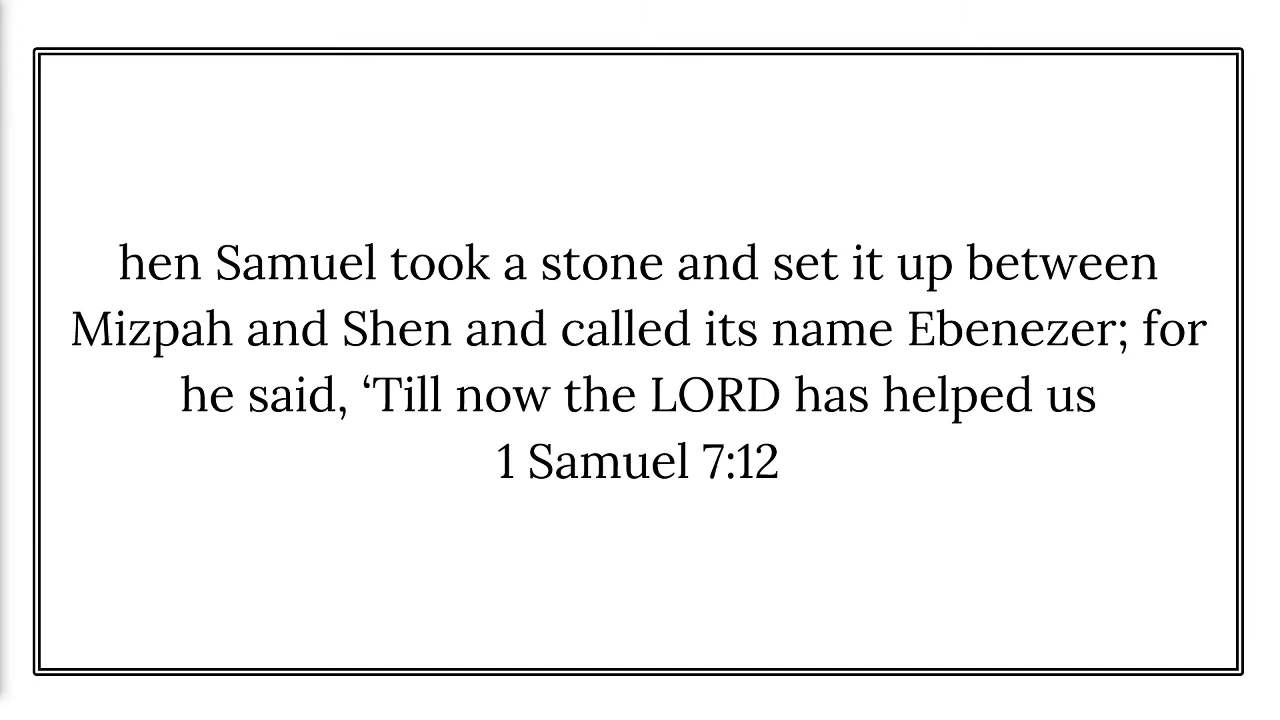 hen Samuel took a stone and set it up between
Mizpah and Shen and called its name Ebenezer; for
he said, ‘Till now the LORD has helped us
1 Samuel 7:12